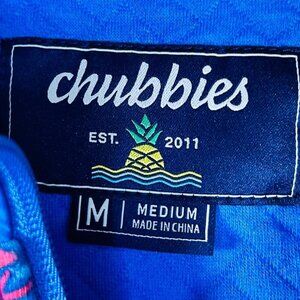 chubbies
EST. 2011
M MEDIUM
MADE IN CHINA